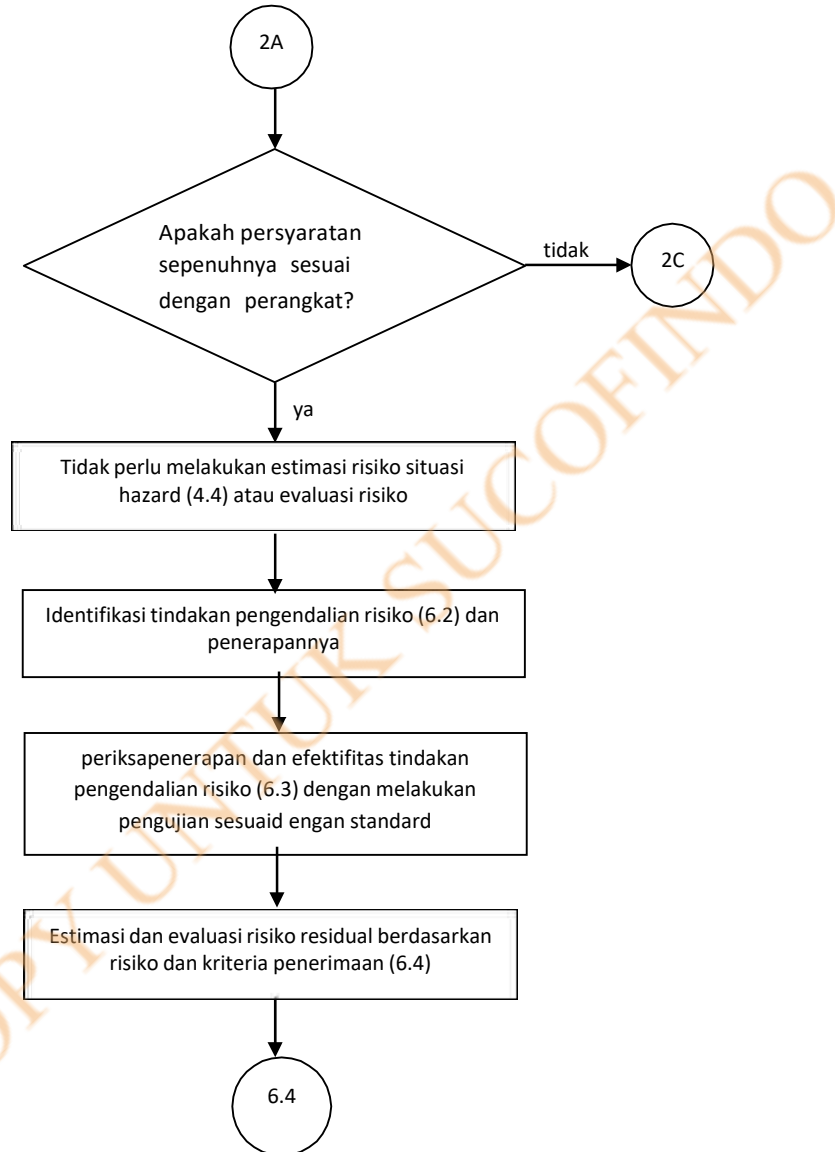 2A
Apakah persyaratan
sepenuhnya sesuai
dengan perangkat?
tidak
2C
ya
Tidak perlu melakukan estimasi risiko situasi
hazard (4.4) atau evaluasi risiko
Identifikasi tindakan pengendalian risiko (6.2) dan
penerapannya
periksapenerapan dan efektifitas tindakan
pengendalian risiko (6.3) dengan melakukan
pengujian sesuaid engan standard
Estimasi dan evaluasi risiko residual berdasarkan
risiko dan kriteria penerimaan (6.4)
6.4
OPY UNTUK SUCOFINDO